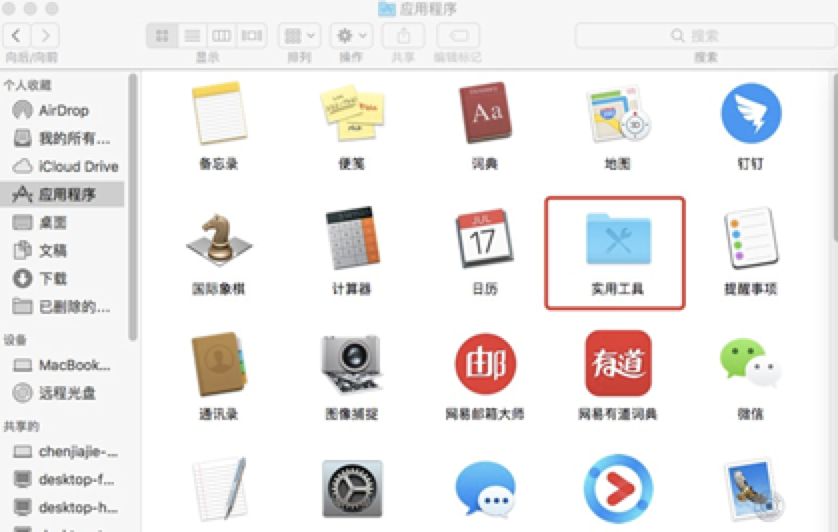 应用程序
搜索
向后/向前
显示
排列
操作
共享
编辑标记
搜索
个人收藏
AirDrop
我的所有...
iCloud Drive
应用程序
桌面
文稿
下载
已删除的...
设备
MacBook...
远程光盘
共享的
chenjiajie-...
desktop-f...
desktop-h...
备忘录
便笺
Aa
词典
3D
地图
钉钉
国际象棋
计算器
JUL
17
日历
实用工具
提醒事项
通讯录
图像捕捉
邮
网易邮箱大师
有道
网易有道词典
微信